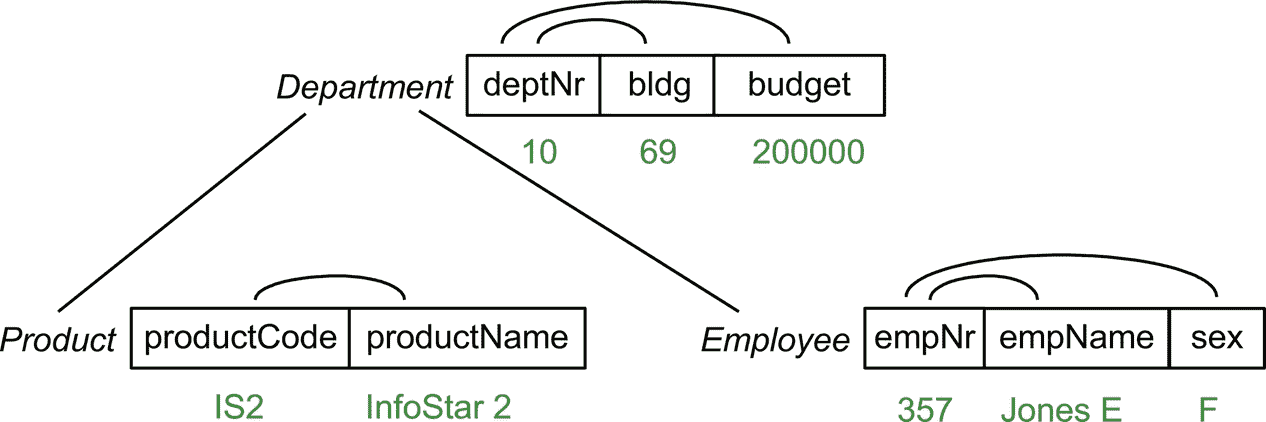 Department deptNr bldg budget
10 69 200000
Product productCode productName
IS2 InfoStar 2
Employee empNr empName sex
357 Jones E F